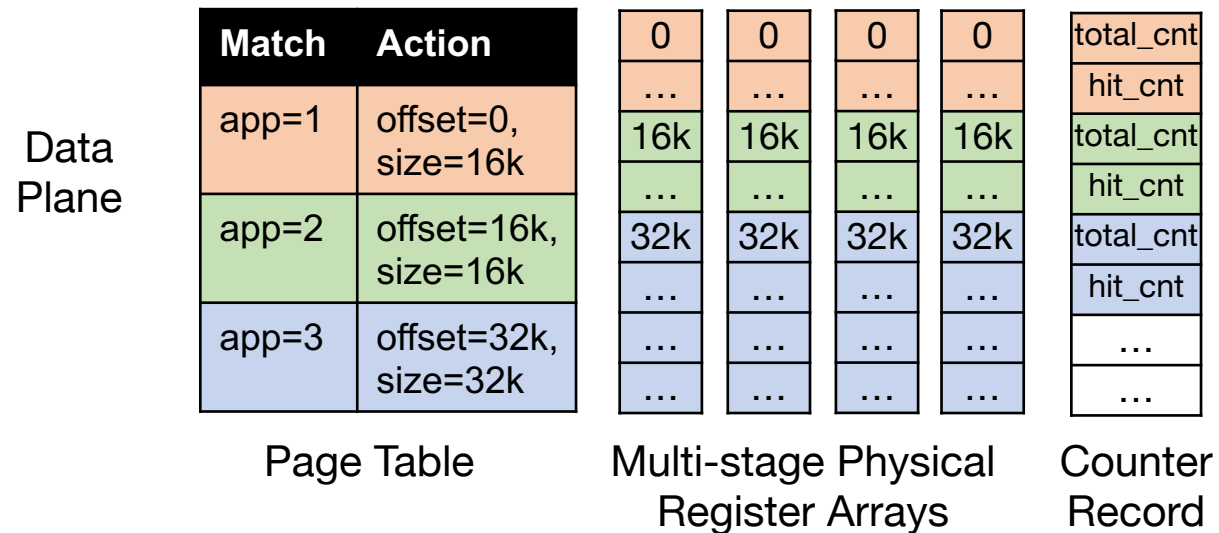 Data
Plane
Match Action
app=1 offset=0,
size=16k
app=2 offset=16k,
size=16k
app=3 offset=32k,
size=32k
Page Table
0 0 0 0
... ... ... ...
16k 16k 16k 16k
... ... ... ...
32k 32k 32k 32k
... ... ... ...
... ... ... ...
... ... ... ...
Multi-stage Physical
Register Arrays
total_cnt
hit_cnt
total_cnt
hit_cnt
total_cnt
hit_cnt
...
...
Counter
Record